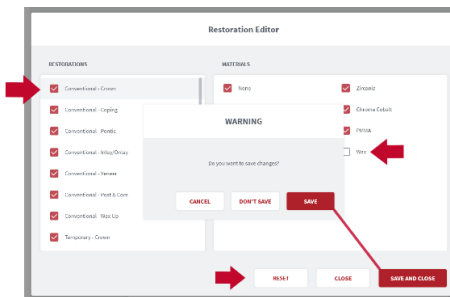 Restoration Editor
RESTORATIONS
MATERIALS
Conventional - Crown
None
Zirconia
Conventional - Coping
Chrome Cobalt
Conventional - Pontic
PMMA
Conventional - Inlay/Onlay
Wax
Conventional - Veneer
Conventional - Post & Core
Conventional - Wax Up
Temporary - Crown
WARNING
Do you want to save changes?
CANCEL
DON'T SAVE
SAVE
RESET
CLOSE
SAVE AND CLOSE